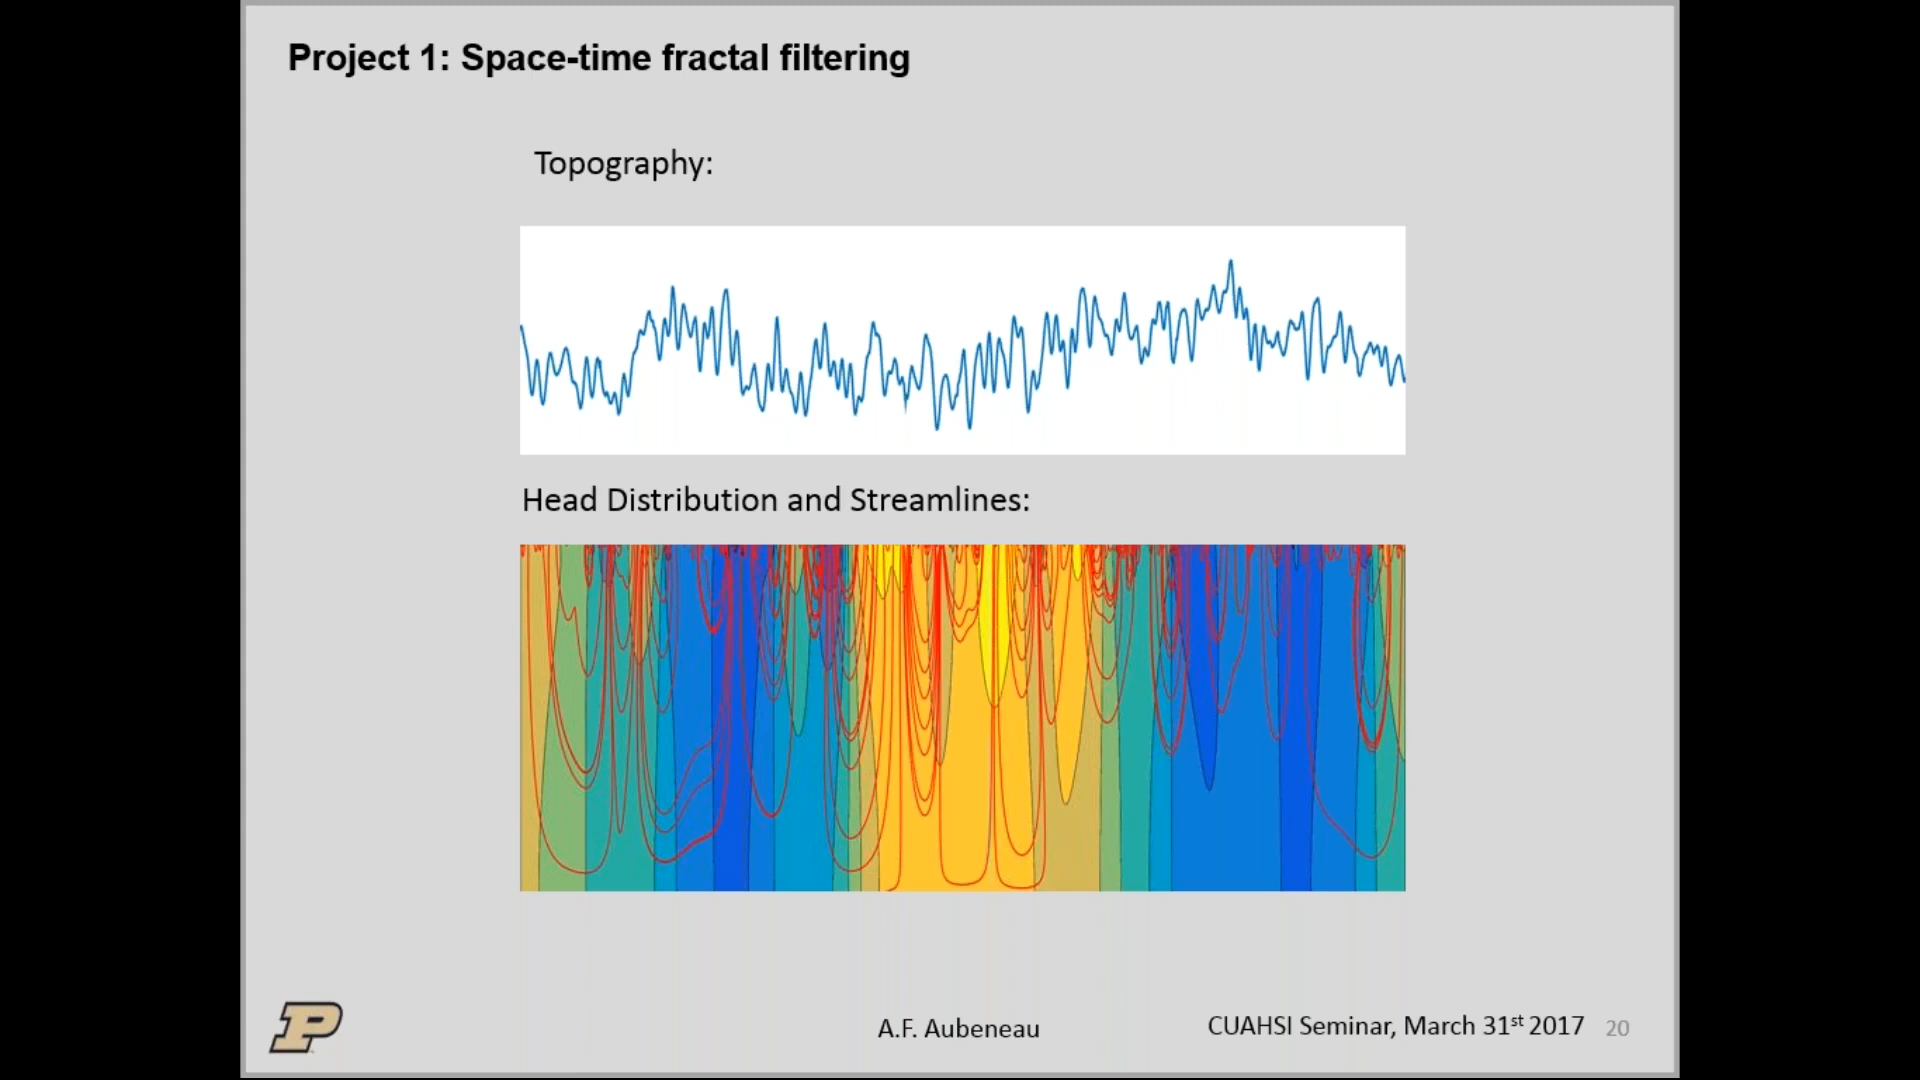 Project 1: Space-time fractal filtering
Topography:
Head Distribution and Streamlines:
P
A.F. Aubeneau
CUAHSI Seminar, March 31st 2017
20